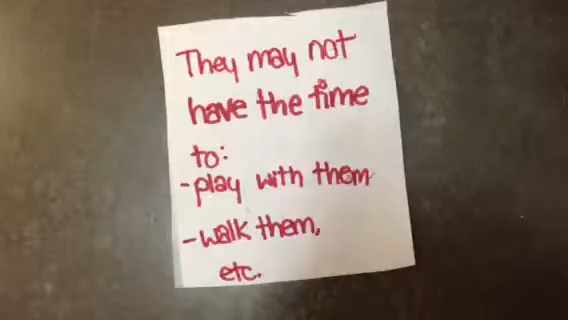 They may not
have the time
to:
-play with them
-walk them,
etc.